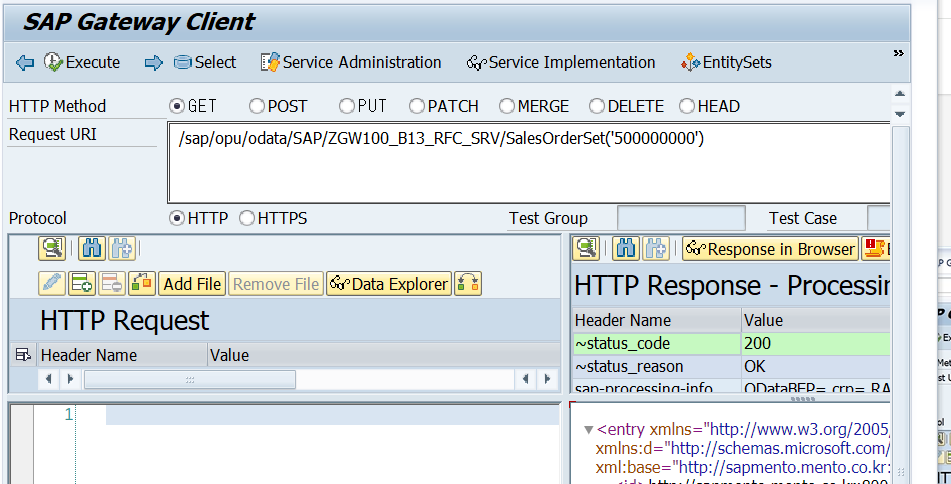 SAP Gateway Client
Execute Select Service Administration Service Implementation EntitySets »
HTTP Method GET POST PUT PATCH MERGE DELETE HEAD
Request URI /sap/opu/odata/SAP/ZGW100_B13_RFC_SRV/SalesOrderSet('500000000')
Protocol HTTP HTTPS Test Group Test Case
Response in Browser
Add File Remove File Data Explorer
HTTP Response - Processin
HTTP Request
Header Name Value
~status_code 200
Header Name Value
~status_reason OK
sap-processing-info ODataBEP= crp= RA
1
<entry xmlns="http://www.w3.org/2005/
xmlns:d="http://schemas.microsoft.com/
xml:base="http://sapmento.mento.co.kr: